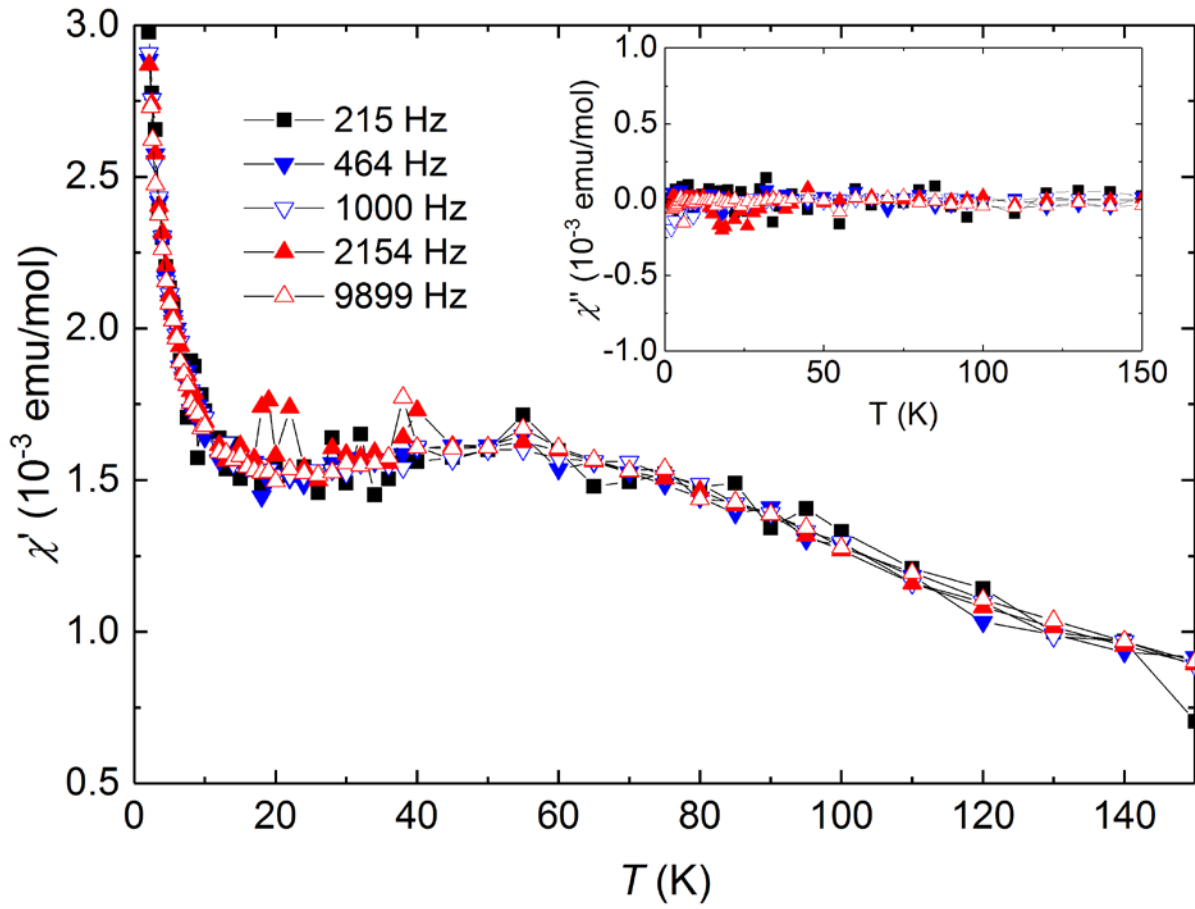 3.0
2.5
2.0
1.5
1.0
0.5
χ' (10⁻³ emu/mol)
215 Hz
464 Hz
1000 Hz
2154 Hz
9899 Hz
1.0
0.5
0.0
-0.5
-1.0
χ'' (10⁻³ emu/mol)
0 50 100 150
T (K)
0 20 40 60 80 100 120 140
T (K)